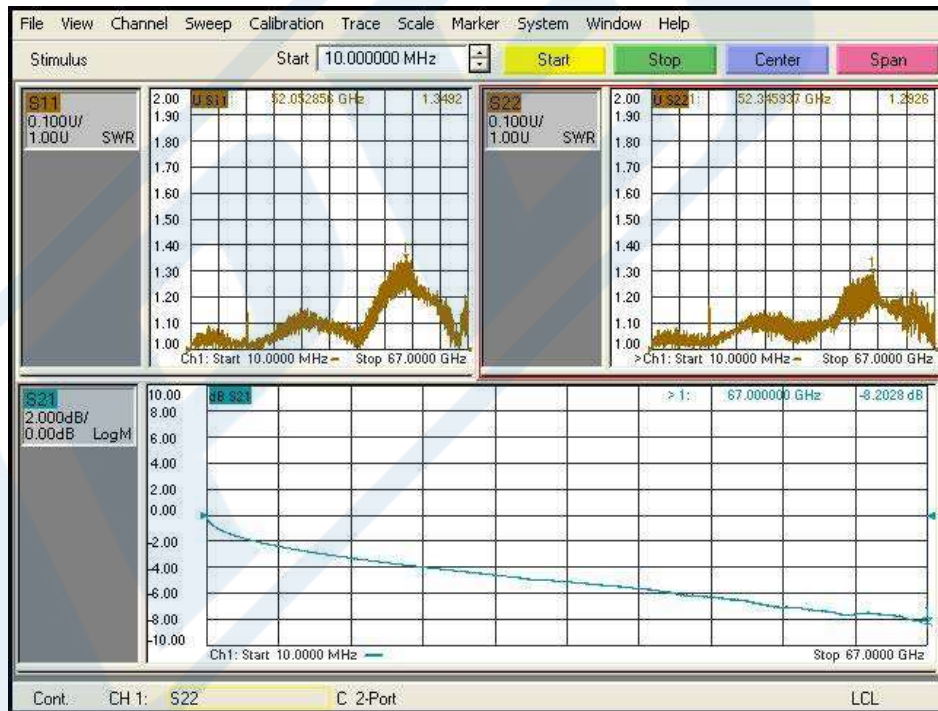 File View Channel Sweep Calibration Trace Scale Marker System Window Help
Stimulus Start 10.000000 MHz Start Stop Center Span
S11
0.100U/
1.00U SWR
2.00
1.90
1.80
1.70
1.60
1.50
1.40
1.30
1.20
1.10
1.00
U S11 1: 52.052856 GHz 1.3492
1
Ch1: Start 10.0000 MHz Stop 67.0000 GHz
S22
0.100U/
1.00U SWR
2.00
1.90
1.80
1.70
1.60
1.50
1.40
1.30
1.20
1.10
1.00
U S22 1: 52.345937 GHz 1.2926
1
>Ch1: Start 10.0000 MHz Stop 67.0000 GHz
S21
2.000dB/
0.00dB LogM
10.00
8.00
6.00
4.00
2.00
0.00
-2.00
-4.00
-6.00
-8.00
-10.00
dB S21 > 1: 67.000000 GHz -8.2028 dB
Ch1: Start 10.0000 MHz Stop 67.0000 GHz
Cont. CH 1: S22 C 2-Port LCL